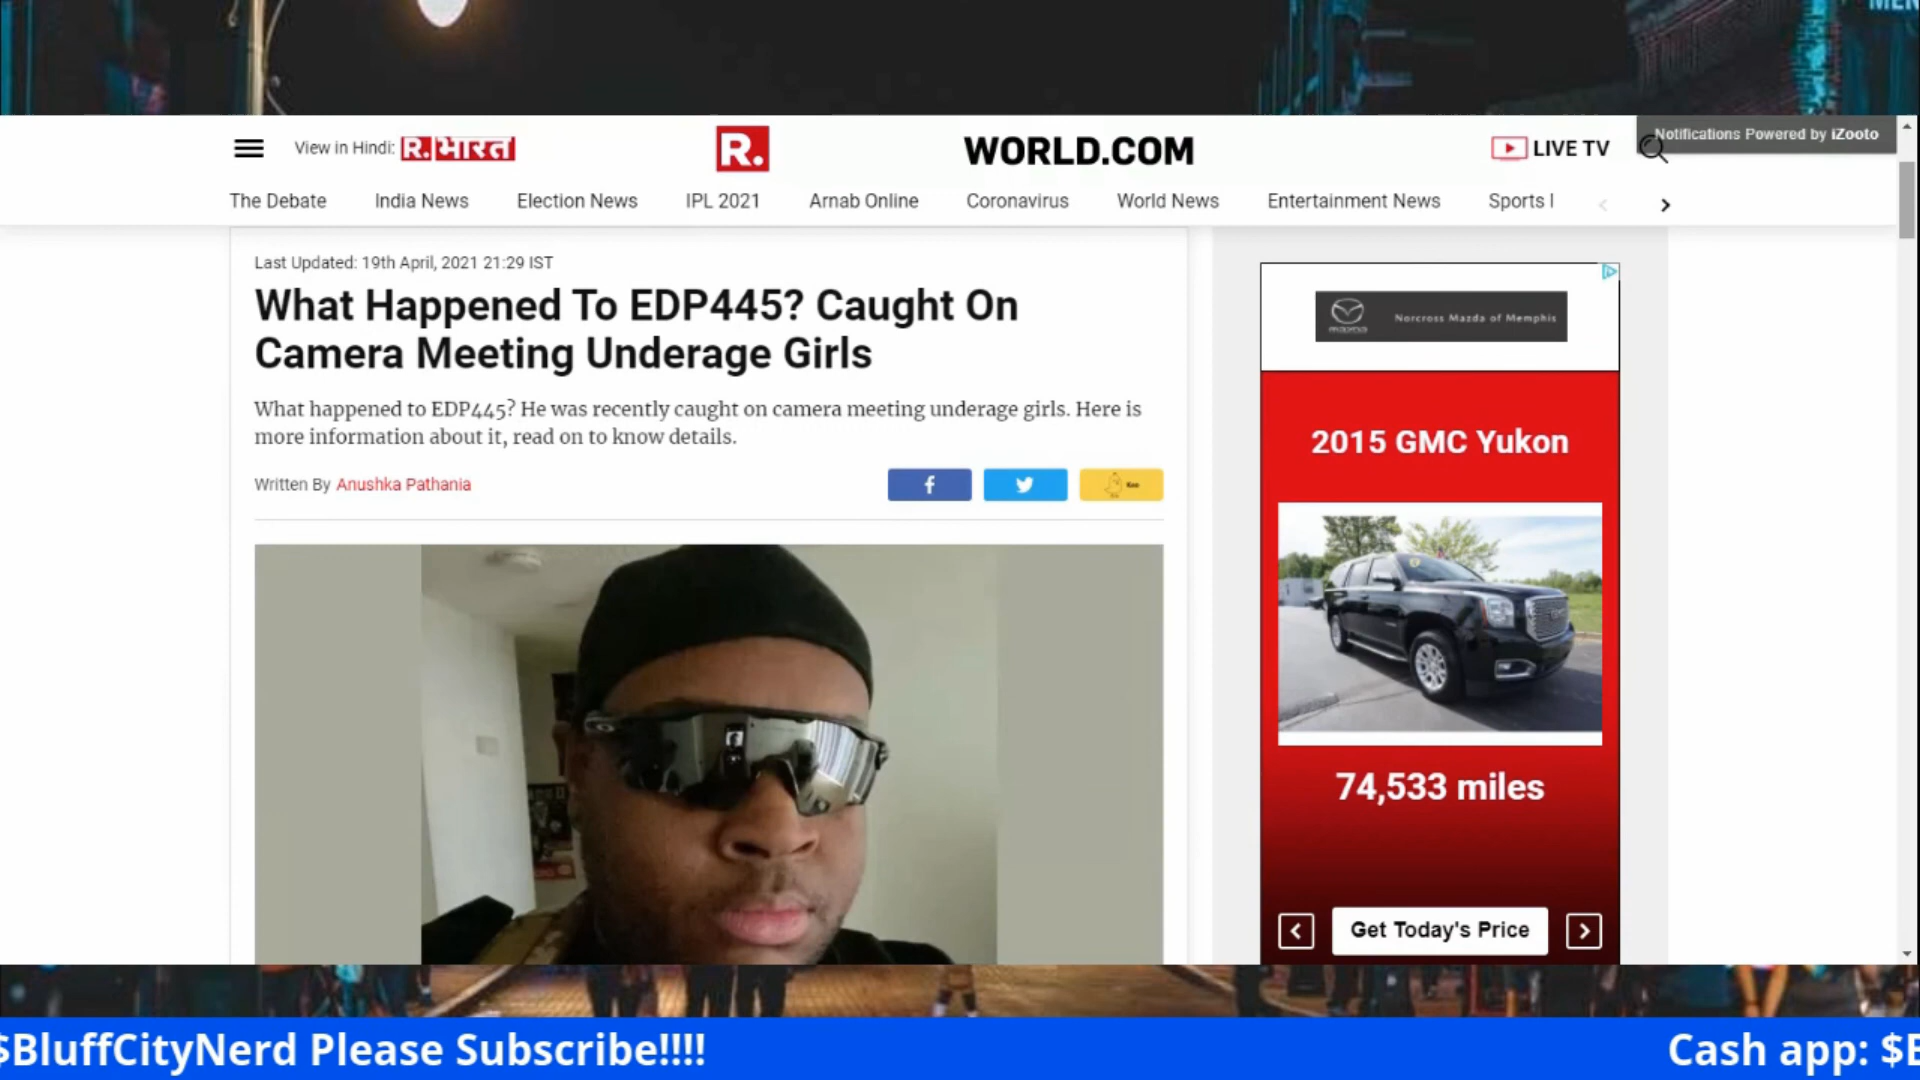 MEN
Notifications Powered by iZooto
View in Hindi: R.भारत
R.
WORLD.COM
LIVE TV
The Debate
India News
Election News
IPL 2021
Arnab Online
Coronavirus
World News
Entertainment News
Sports
Last Updated: 19th April, 2021 21:29 IST
What Happened To EDP445? Caught On
Camera Meeting Underage Girls
What happened to EDP445? He was recently caught on camera meeting underage girls. Here is
more information about it, read on to know details.
Written By Anushka Pathania
Koo
mazda
Norcross Mazda of Memphis
2015 GMC Yukon
74,533 miles
Get Today's Price
$BluffCityNerd Please Subscribe!!!!
Cash app: $B